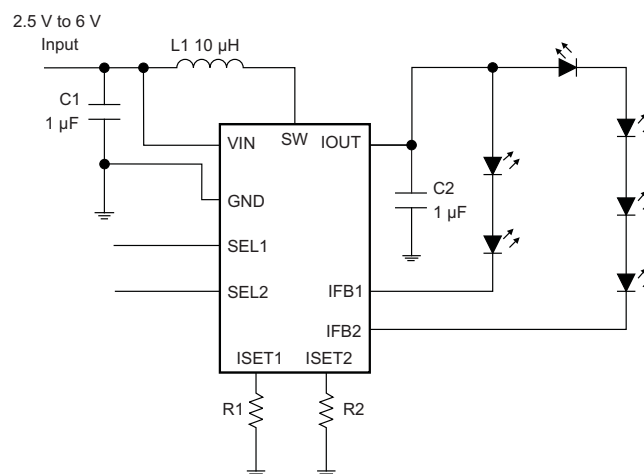 2.5 V to 6 V
Input
L1 10 µH
C1
1 µF
VIN
SW
IOUT
GND
C2
1 µF
SEL1
SEL2
IFB1
IFB2
ISET1
ISET2
R1
R2